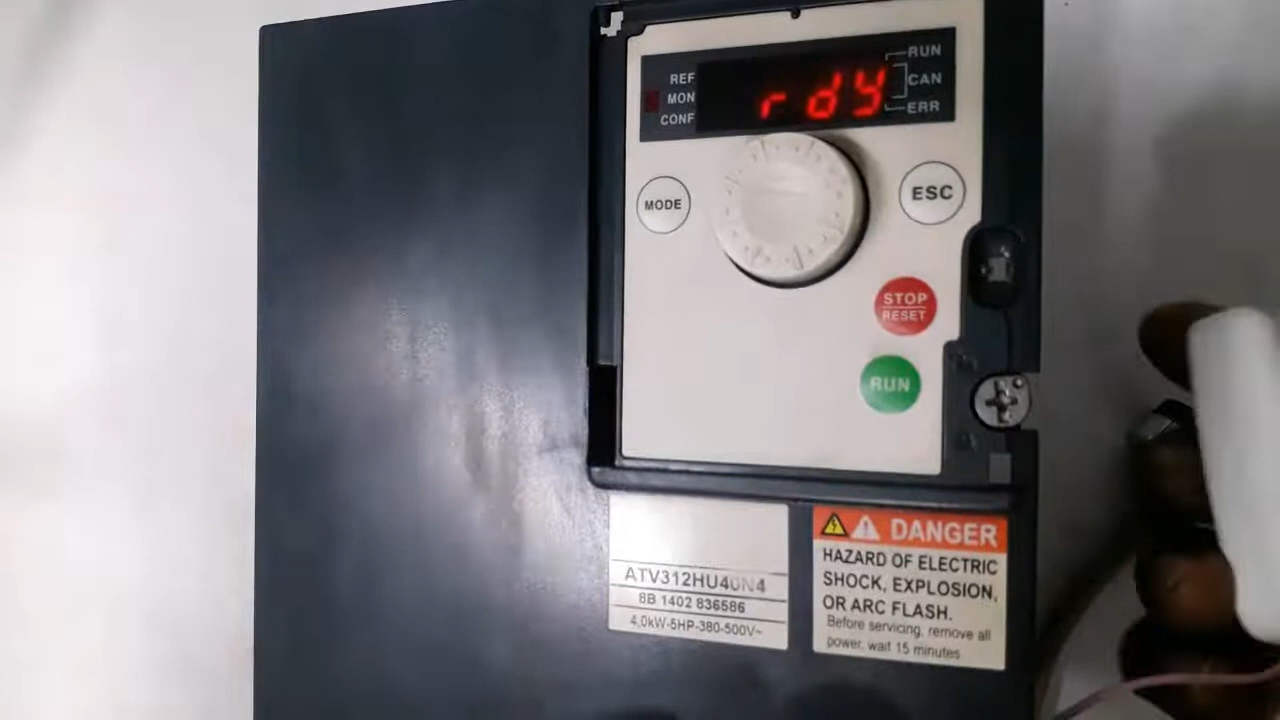 REF
MON
CONF
rdy
RUN
CAN
ERR
MODE
ESC
STOP
RESET
RUN
ATV312HU40N4
8B 1402 836586
4,0kW-5HP-380-500V~
DANGER
HAZARD OF ELECTRIC
SHOCK, EXPLOSION,
OR ARC FLASH.
Before servicing, remove all
power, wait 15 minutes